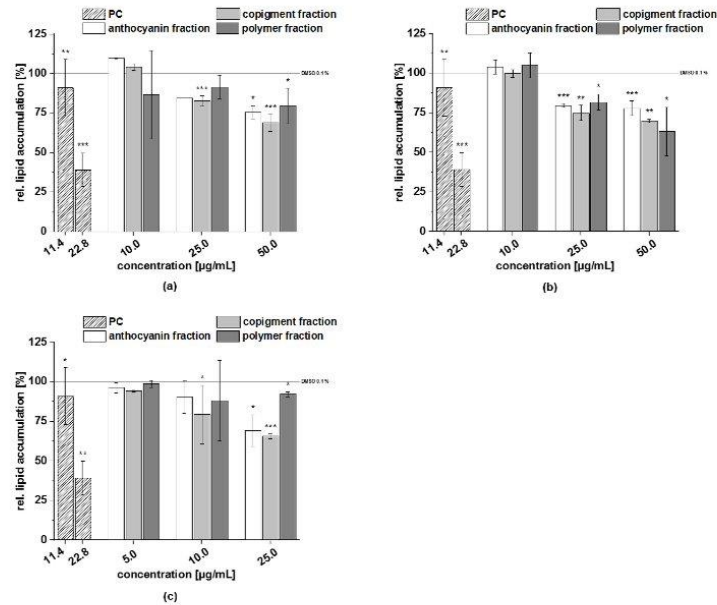 PC
copigment fraction
anthocyanin fraction
polymer fraction
rel. lipid accumulation [%]
125
100
75
50
25
0
**
***
***
*
***
*
DMSO 0.1%
11.4 22.8 10.0 25.0 50.0
concentration [µg/mL]
(a)
PC
copigment fraction
anthocyanin fraction
polymer fraction
rel. lipid accumulation [%]
125
100
75
50
25
0
**
***
***
**
*
***
**
*
DMSO 0.1%
11.4 22.8 10.0 25.0 50.0
concentration [µg/mL]
(b)
PC
copigment fraction
anthocyanin fraction
polymer fraction
rel. lipid accumulation [%]
125
100
75
50
25
0
*
**
*
*
***
*
DMSO 0.1%
11.4 22.8 5.0 10.0 25.0
concentration [µg/mL]
(c)